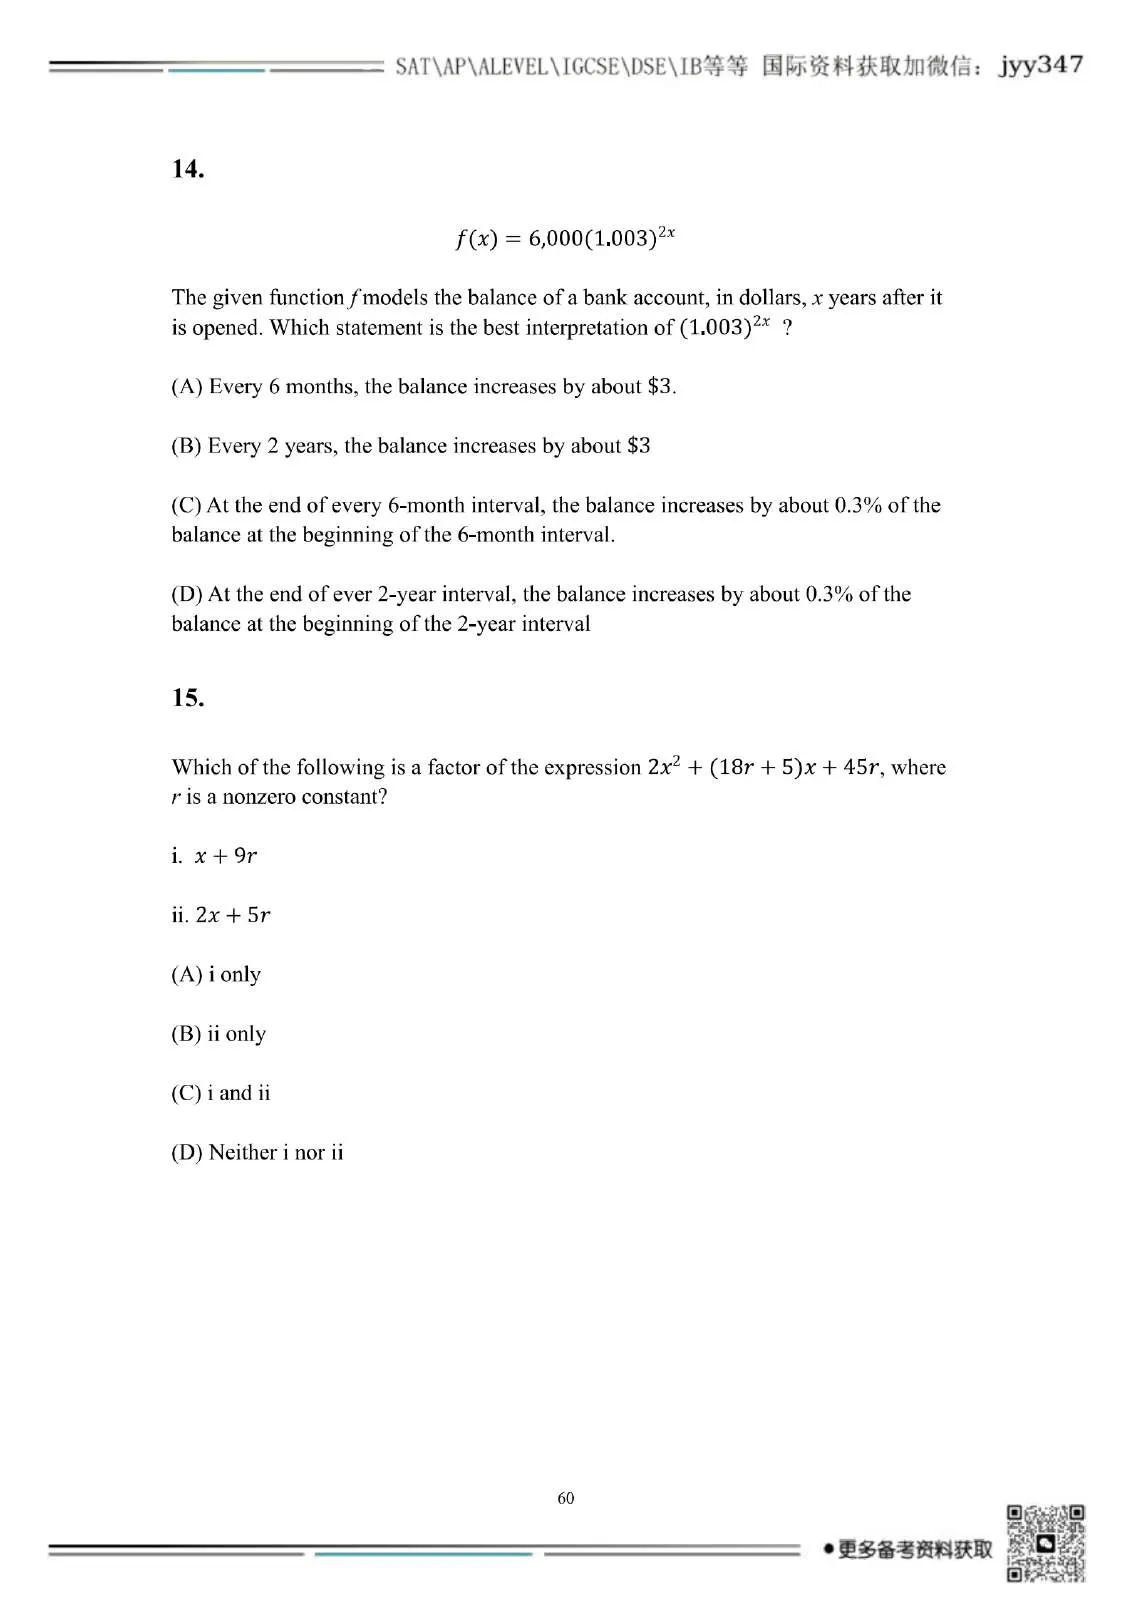 SAT\AP\ALEVEL\IGCSE\DSE\IB等等 国际资料获取加微信：jyy347
14.
f(x) = 6,000(1.003)^{2x}
The given function f models the balance of a bank account, in dollars, x years after it
is opened. Which statement is the best interpretation of (1.003)^{2x} ?
(A) Every 6 months, the balance increases by about $3.
(B) Every 2 years, the balance increases by about $3
(C) At the end of every 6-month interval, the balance increases by about 0.3% of the
balance at the beginning of the 6-month interval.
(D) At the end of ever 2-year interval, the balance increases by about 0.3% of the
balance at the beginning of the 2-year interval
15.
Which of the following is a factor of the expression 2x² + (18r + 5)x + 45r, where
r is a nonzero constant?
i. x + 9r
ii. 2x + 5r
(A) i only
(B) ii only
(C) i and ii
(D) Neither i nor ii
60
●更多备考资料获取